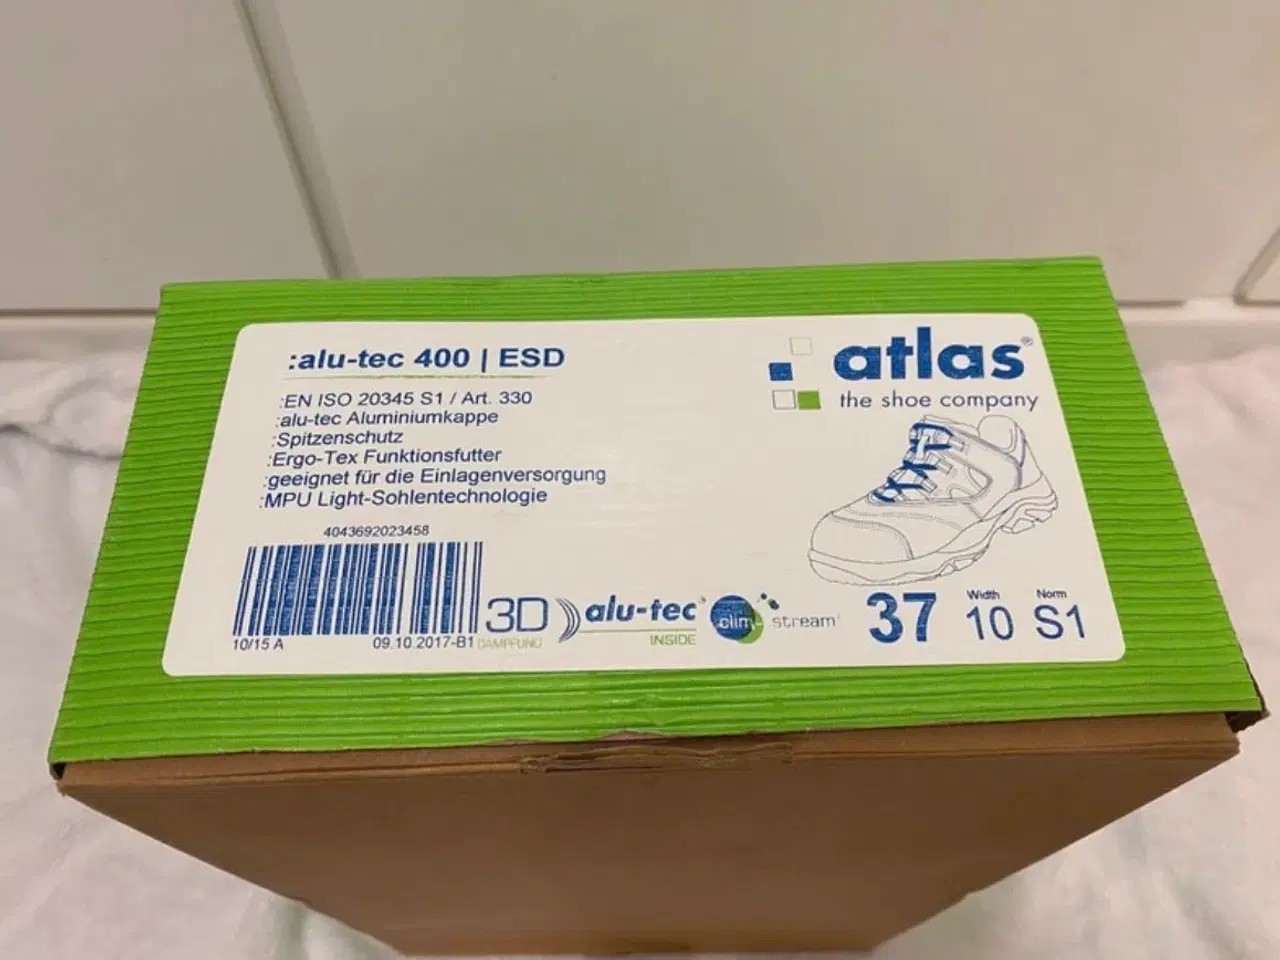 :alu-tec 400 | ESD
:EN ISO 20345 S1 / Art. 330
:alu-tec Aluminiumkappe
:Spitzenschutz
:Ergo-Tex Funktionsfutter
:geeignet für die Einlagenversorgung
:MPU Light-Sohlentechnologie
4043692023458
10/15 A
09.10.2017-B1
atlas®
the shoe company
3D
DÄMPFUNG
alu-tec®
INSIDE
clima stream
37
Width
10
Norm
S1